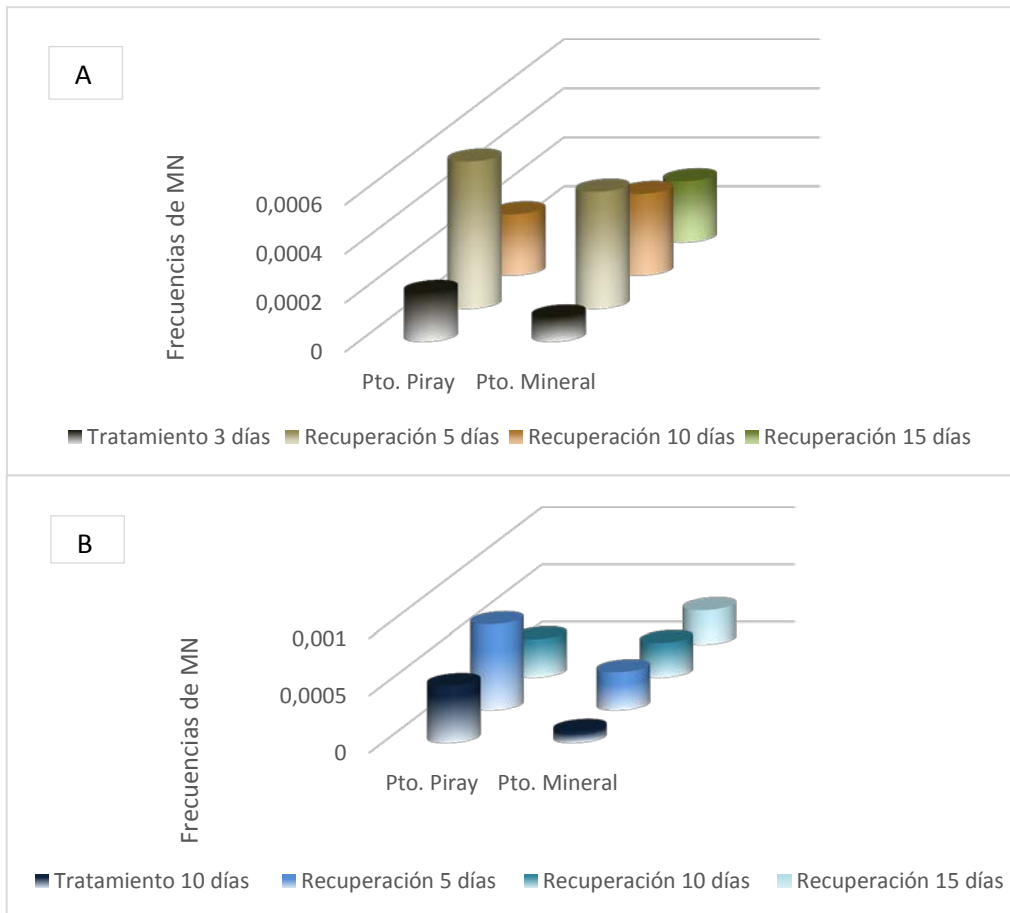 A
Frecuencias de MN
0,0006
0,0004
0,0002
0
Pto. Piray Pto. Mineral
Tratamiento 3 días Recuperación 5 días Recuperación 10 días Recuperación 15 días
B
Frecuencias de MN
0,001
0,0005
0
Pto. Piray Pto. Mineral
Tratamiento 10 días Recuperación 5 días Recuperación 10 días Recuperación 15 días